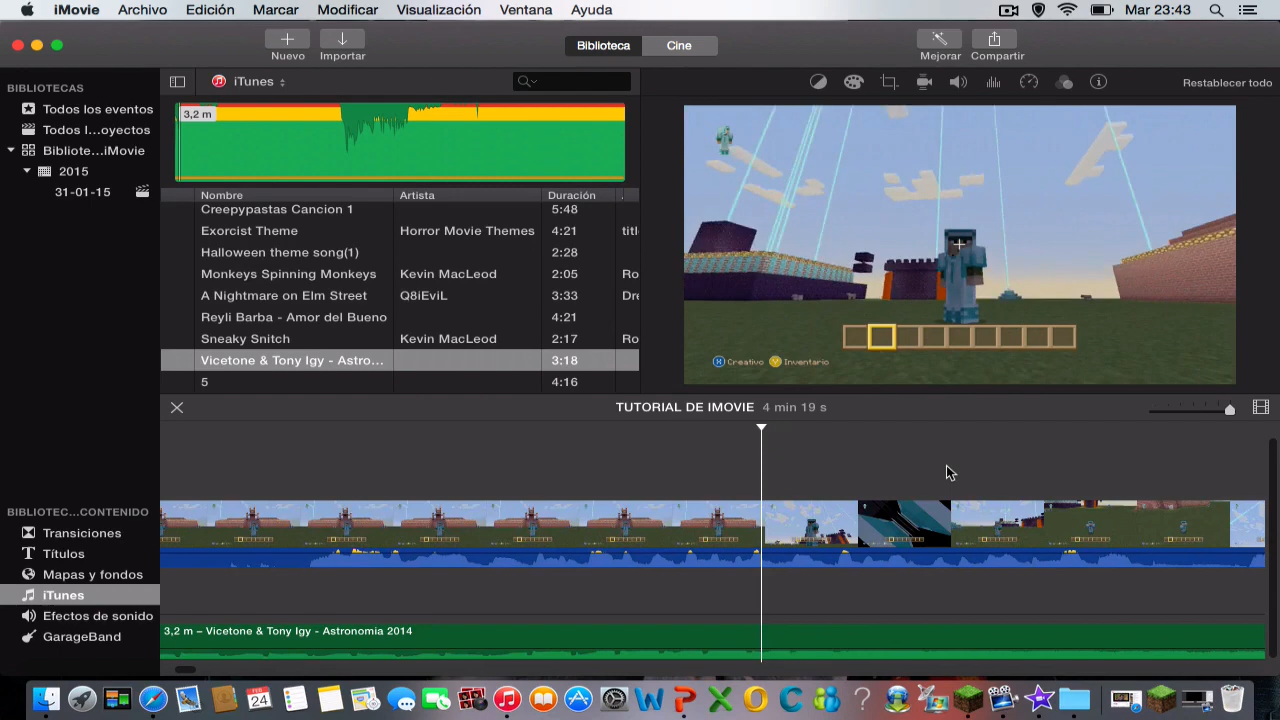 iMovie Archivo Edición Marcar Modificar Visualización Ventana Ayuda Mar 23:43
Nuevo Importar Biblioteca Cine Mejorar Compartir
BIBLIOTECAS
Todos los eventos
Todos l...oyectos
Bibliote...iMovie
2015
31-01-15
iTunes
Restablecer todo
3,2 m
Nombre Artista Duración
Creepypastas Cancion 1 5:48
Exorcist Theme Horror Movie Themes 4:21 titl
Halloween theme song(1) 2:28
Monkeys Spinning Monkeys Kevin MacLeod 2:05 Ro
A Nightmare on Elm Street Q8iEviL 3:33 Dre
Reyli Barba - Amor del Bueno 4:21
Sneaky Snitch Kevin MacLeod 2:17 Ro
Vicetone & Tony Igy - Astro... 3:18
5 4:16
Creativo Inventario
TUTORIAL DE IMOVIE 4 min 19 s
BIBLIOTEC...CONTENIDO
Transiciones
Títulos
Mapas y fondos
iTunes
Efectos de sonido
GarageBand
3,2 m – Vicetone & Tony Igy - Astronomia 2014
FEB
24